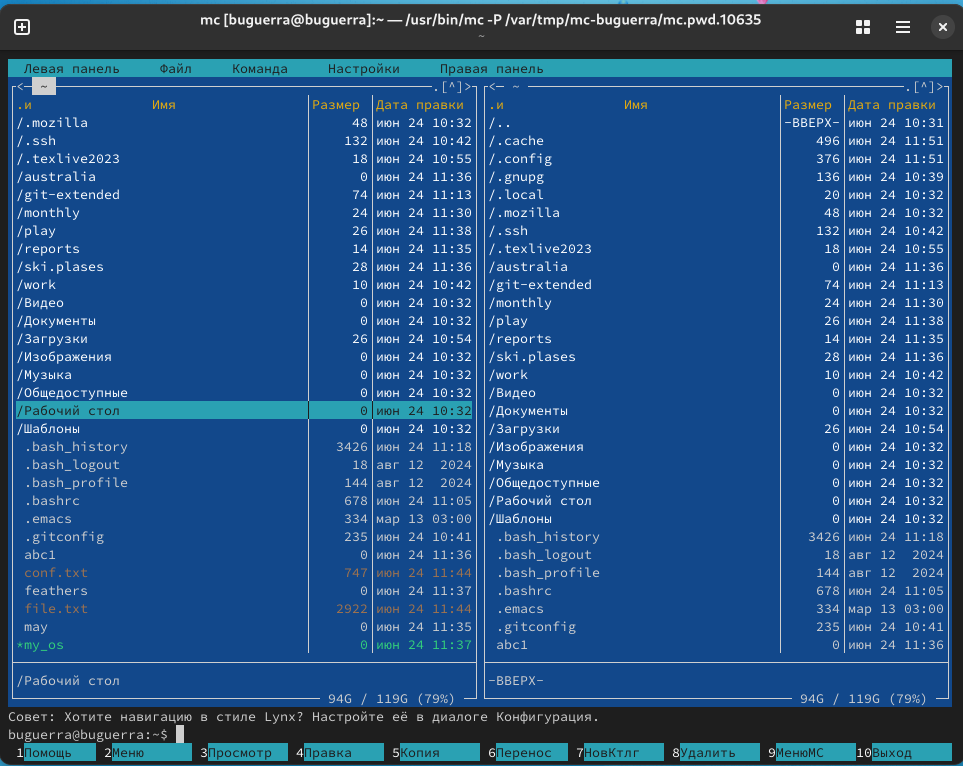 mc [buguerra@buguerra]:~ — /usr/bin/mc -P /var/tmp/mc-buguerra/mc.pwd.10635
~
Левая панель Файл Команда Настройки Правая панель
<— ~ .[^]> <— ~ .[^]>
.и Имя Размер Дата правки .и Имя Размер Дата правки
/.mozilla 48 июн 24 10:32 /.. -ВВЕРХ- июн 24 10:31
/.ssh 132 июн 24 10:42 /.cache 496 июн 24 11:51
/.texlive2023 18 июн 24 10:55 /.config 376 июн 24 11:51
/australia 0 июн 24 11:36 /.gnupg 136 июн 24 10:39
/git-extended 74 июн 24 11:13 /.local 20 июн 24 10:32
/monthly 24 июн 24 11:30 /.mozilla 48 июн 24 10:32
/play 26 июн 24 11:38 /.ssh 132 июн 24 10:42
/reports 14 июн 24 11:35 /.texlive2023 18 июн 24 10:55
/ski.plases 28 июн 24 11:36 /australia 0 июн 24 11:36
/work 10 июн 24 10:42 /git-extended 74 июн 24 11:13
/Видео 0 июн 24 10:32 /monthly 24 июн 24 11:30
/Документы 0 июн 24 10:32 /play 26 июн 24 11:38
/Загрузки 26 июн 24 10:54 /reports 14 июн 24 11:35
/Изображения 0 июн 24 10:32 /ski.plases 28 июн 24 11:36
/Музыка 0 июн 24 10:32 /work 10 июн 24 10:42
/Общедоступные 0 июн 24 10:32 /Видео 0 июн 24 10:32
/Рабочий стол 0 июн 24 10:32 /Документы 0 июн 24 10:32
/Шаблоны 0 июн 24 10:32 /Загрузки 26 июн 24 10:54
.bash_history 3426 июн 24 11:18 /Изображения 0 июн 24 10:32
.bash_logout 18 авг 12 2024 /Музыка 0 июн 24 10:32
.bash_profile 144 авг 12 2024 /Общедоступные 0 июн 24 10:32
.bashrc 678 июн 24 11:05 /Рабочий стол 0 июн 24 10:32
.emacs 334 мар 13 03:00 /Шаблоны 0 июн 24 10:32
.gitconfig 235 июн 24 10:41 .bash_history 3426 июн 24 11:18
abc1 0 июн 24 11:36 .bash_logout 18 авг 12 2024
conf.txt 747 июн 24 11:44 .bash_profile 144 авг 12 2024
feathers 0 июн 24 11:37 .bashrc 678 июн 24 11:05
file.txt 2922 июн 24 11:44 .emacs 334 мар 13 03:00
may 0 июн 24 11:35 .gitconfig 235 июн 24 10:41
*my_os 0 июн 24 11:37 abc1 0 июн 24 11:36
/Рабочий стол -ВВЕРХ-
94G / 119G (79%) 94G / 119G (79%)
Совет: Хотите навигацию в стиле Lynx? Настройте её в диалоге Конфигурация.
buguerra@buguerra:~$
1Помощь 2Меню 3Просмотр 4Правка 5Копия 6Перенос 7НовКтлг 8Удалить 9МенюМС 10Выход